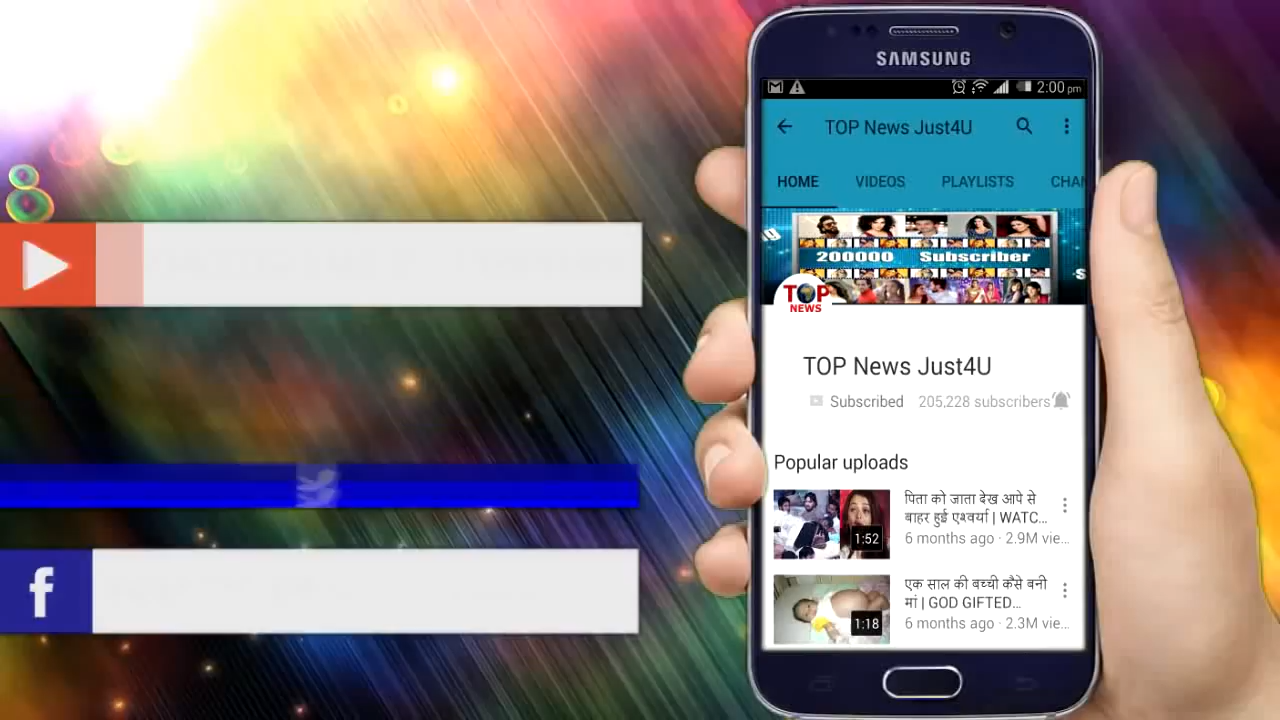 SAMSUNG
2:00 pm
TOP News Just4U
HOME VIDEOS PLAYLISTS CHAN
200000 Subscriber
TOP
NEWS
TOP News Just4U
Subscribed 205,228 subscribers
Popular uploads
पिता को जाता देख आपे से
बाहर हुई एश्वर्या | WATC...
1:52
6 months ago · 2.9M vie...
एक साल की बच्ची कैसे बनी
मां | GOD GIFTED...
1:18
6 months ago · 2.3M vie...
f